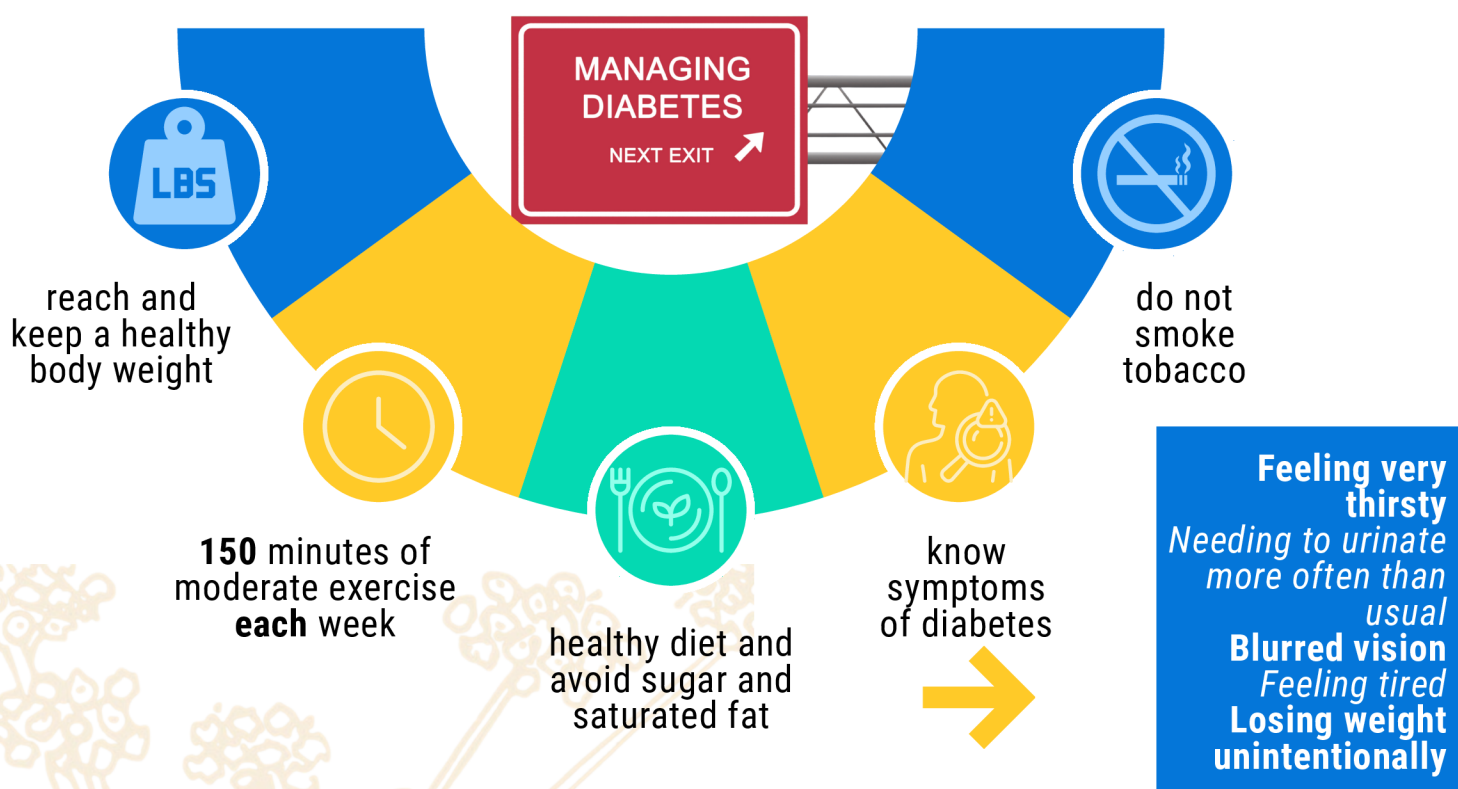 MANAGING
DIABETES
NEXT EXIT
LBS
reach and
keep a healthy
body weight
150 minutes of
moderate exercise
each week
healthy diet and
avoid sugar and
saturated fat
know
symptoms
of diabetes
do not
smoke
tobacco
Feeling very
thirsty
Needing to urinate
more often than
usual
Blurred vision
Feeling tired
Losing weight
unintentionally